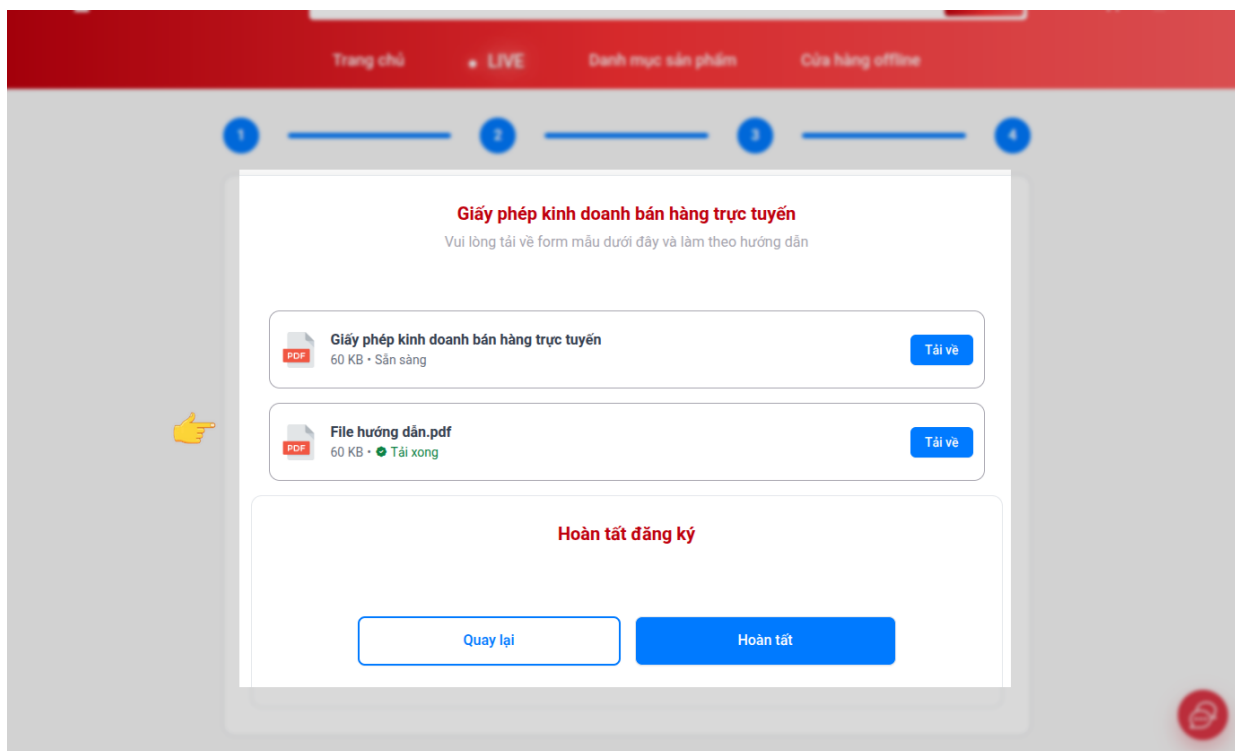 Trang chủ
LIVE
Danh mục sản phẩm
Cửa hàng offline
1
2
3
4
Giấy phép kinh doanh bán hàng trực tuyến
Vui lòng tải về form mẫu dưới đây và làm theo hướng dẫn
PDF
Giấy phép kinh doanh bán hàng trực tuyến
60 KB • Sẵn sàng
Tải về
PDF
File hướng dẫn.pdf
60 KB • Tải xong
Tải về
Hoàn tất đăng ký
Quay lại
Hoàn tất